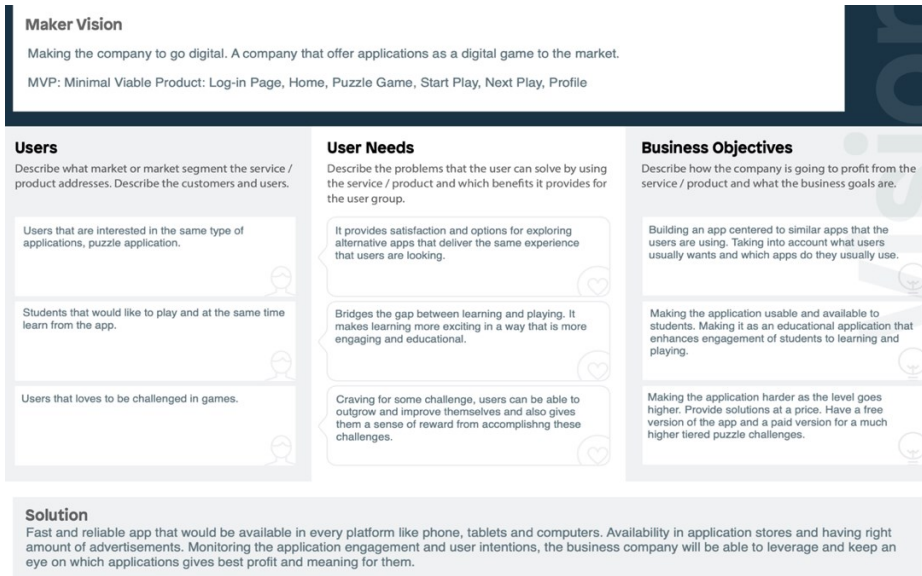 Maker Vision
Making the company to go digital. A company that offer applications as a digital game to the market.
MVP: Minimal Viable Product: Log-in Page, Home, Puzzle Game, Start Play, Next Play, Profile
Vision
Users
Describe what market or market segment the service /
product addresses. Describe the customers and users.
Users that are interested in the same type of
applications, puzzle application.
Students that would like to play and at the same time
learn from the app.
Users that loves to be challenged in games.
User Needs
Describe the problems that the user can solve by using
the service / product and which benefits it provides for
the user group.
It provides satisfaction and options for exploring
alternative apps that deliver the same experience
that users are looking.
Bridges the gap between learning and playing. It
makes learning more exciting in a way that is more
engaging and educational.
Craving for some challenge, users can be able to
outgrow and improve themselves and also gives
them a sense of reward from accomplishng these
challenges.
Business Objectives
Describe how the company is going to profit from the
service / product and what the business goals are.
Building an app centered to similar apps that the
users are using. Taking into account what users
usually wants and which apps do they usually use.
Making the application usable and available to
students. Making it as an educational application that
enhances engagement of students to learning and
playing.
Making the application harder as the level goes
higher. Provide solutions at a price. Have a free
version of the app and a paid version for a much
higher tiered puzzle challenges.
Solution
Fast and reliable app that would be available in every platform like phone, tablets and computers. Availability in application stores and having right
amount of advertisements. Monitoring the application engagement and user intentions, the business company will be able to leverage and keep an
eye on which applications gives best profit and meaning for them.